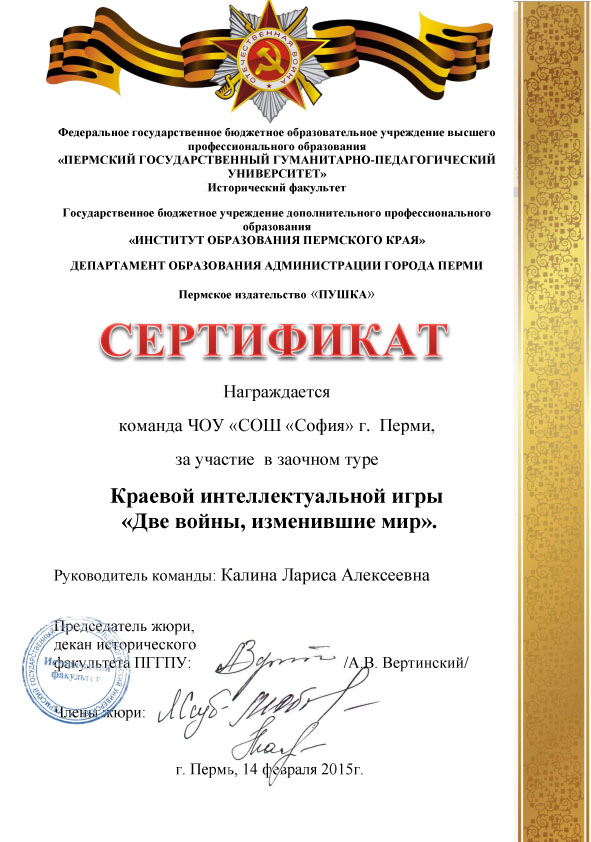 ОТЕЧЕСТВЕННАЯ ВОЙНА
Федеральное государственное бюджетное образовательное учреждение высшего
профессионального образования
«ПЕРМСКИЙ ГОСУДАРСТВЕННЫЙ ГУМАНИТАРНО-ПЕДАГОГИЧЕСКИЙ
УНИВЕРСИТЕТ»
Исторический факультет
Государственное бюджетное учреждение дополнительного профессионального
образования
«ИНСТИТУТ ОБРАЗОВАНИЯ ПЕРМСКОГО КРАЯ»
ДЕПАРТАМЕНТ ОБРАЗОВАНИЯ АДМИНИСТРАЦИИ ГОРОДА ПЕРМИ
Пермское издательство «ПУШКА»
СЕРТИФИКАТ
Награждается
команда ЧОУ «СОШ «София» г. Перми,
за участие в заочном туре
Краевой интеллектуальной игры
«Две войны, изменившие мир».
Руководитель команды: Калина Лариса Алексеевна
Председатель жюри,
декан исторического
факультета ПГГПУ: /А.В. Вертинский/
Члены жюри:
г. Пермь, 14 февраля 2015г.